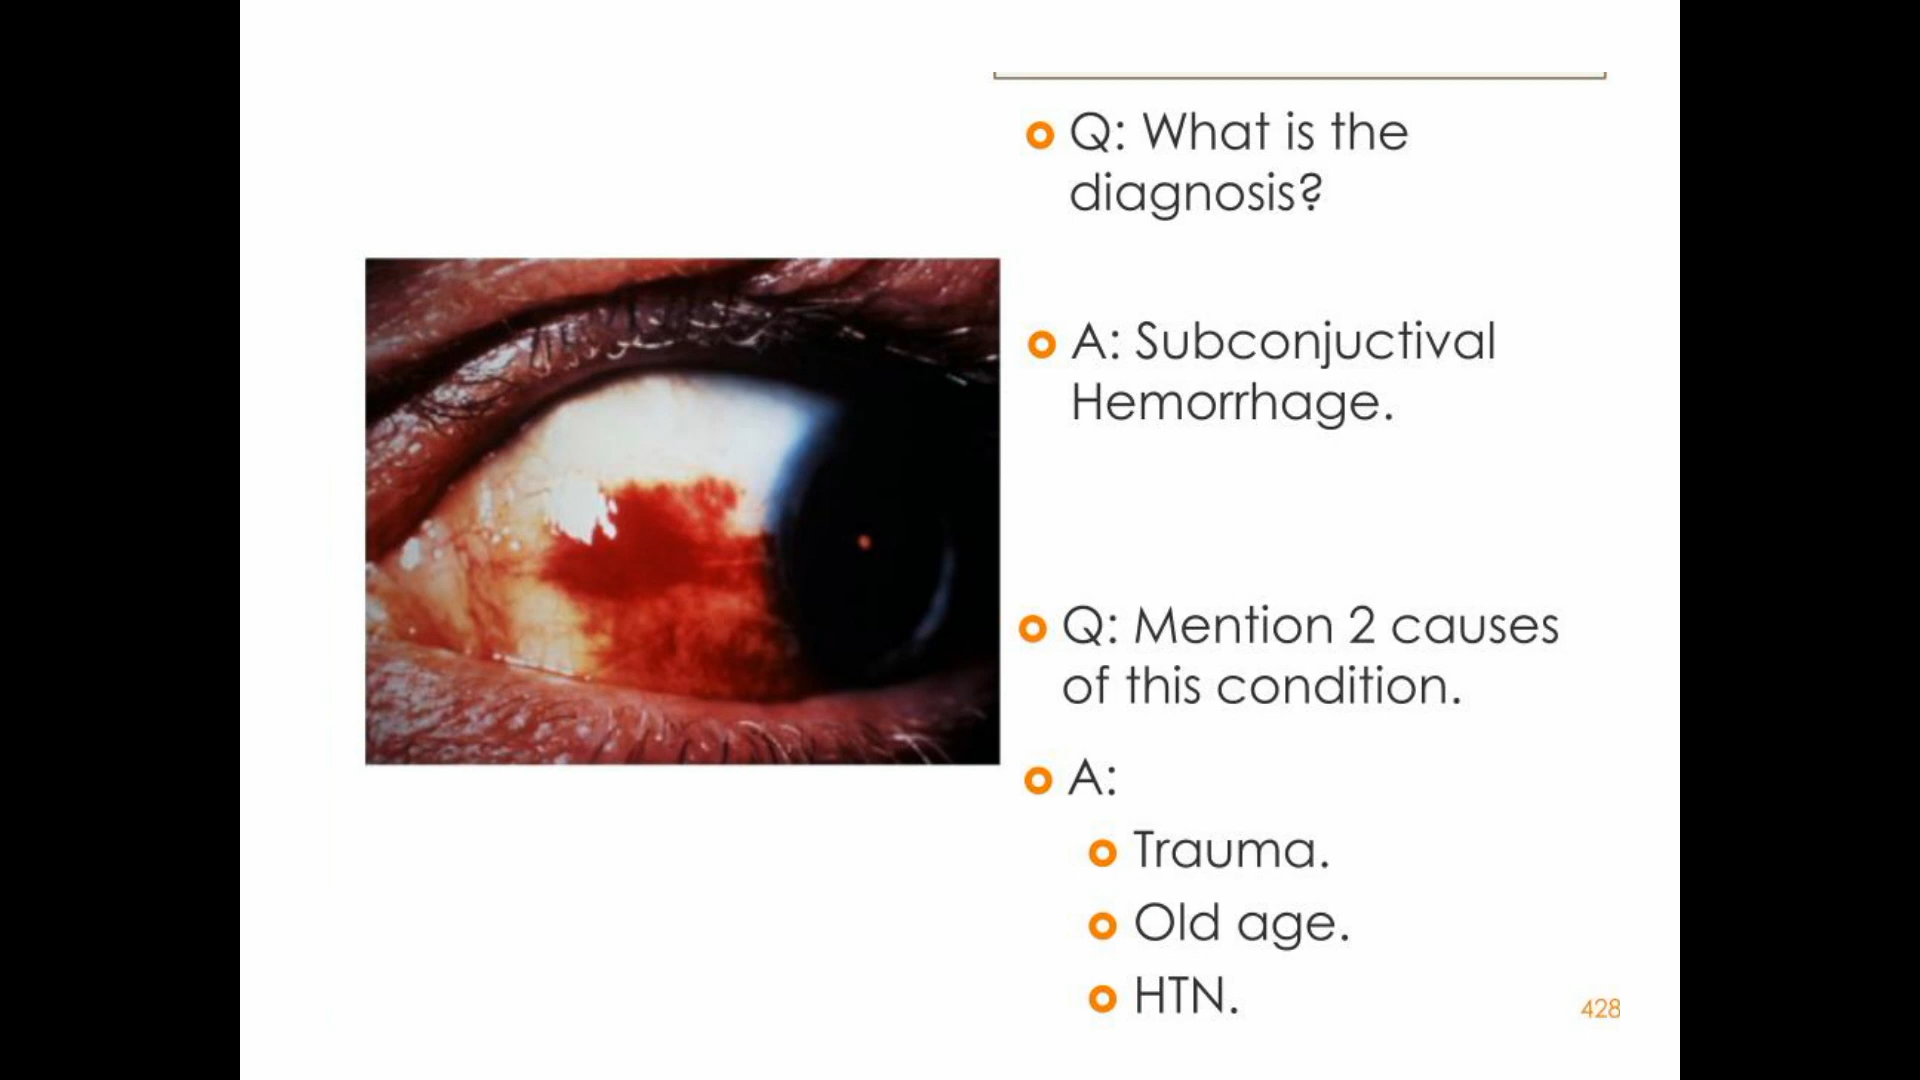 Q: What is the
diagnosis?
A: Subconjuctival
Hemorrhage.
Q: Mention 2 causes
of this condition.
A:
Trauma.
Old age.
HTN.
428